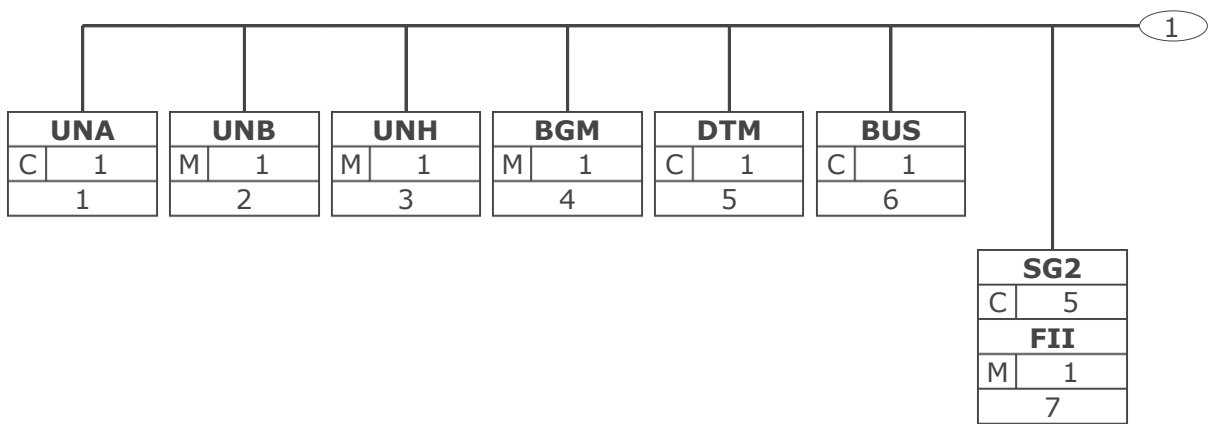 1
UNA UNB UNH BGM DTM BUS
C 1 M 1 M 1 M 1 C 1 C 1
1 2 3 4 5 6
SG2
C 5
FII
M 1
7